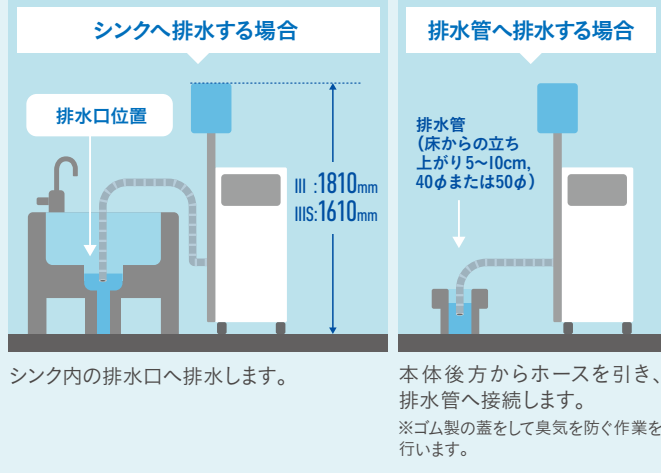 シンクへ排水する場合
排水口位置
III :1810mm
IIIS:1610mm
シンク内の排水口へ排水します。
排水管へ排水する場合
排水管
(床からの立ち
上がり5~10cm,
40φまたは50φ)
本体後方からホースを引き、
排水管へ接続します。
※ゴム製の蓋をして臭気を防ぐ作業を
行います。